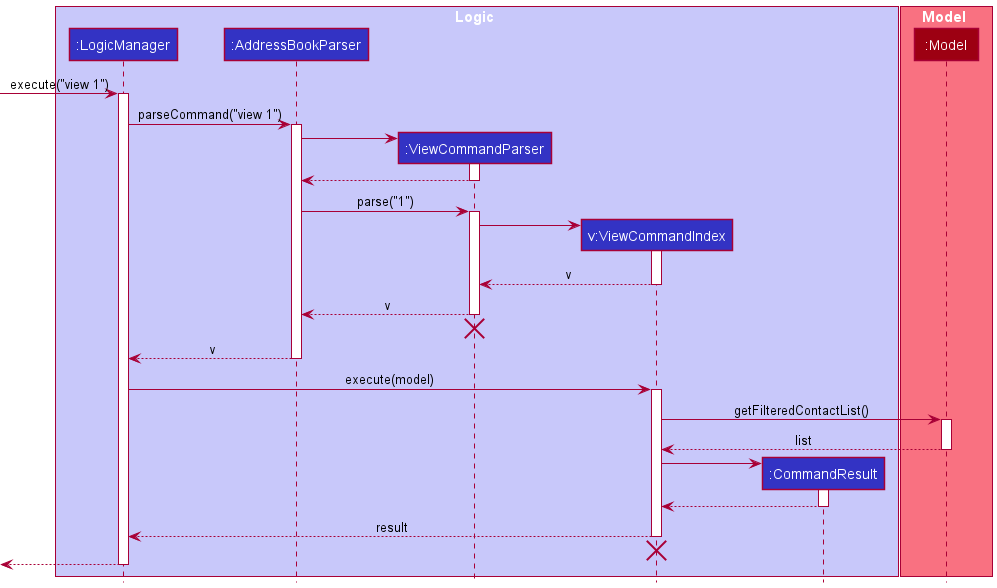 Logic
Model
:LogicManager
:AddressBookParser
:Model
execute("view 1")
parseCommand("view 1")
:ViewCommandParser
parse("1")
v:ViewCommandIndex
v
v
v
execute(model)
getFilteredContactList()
list
:CommandResult
result